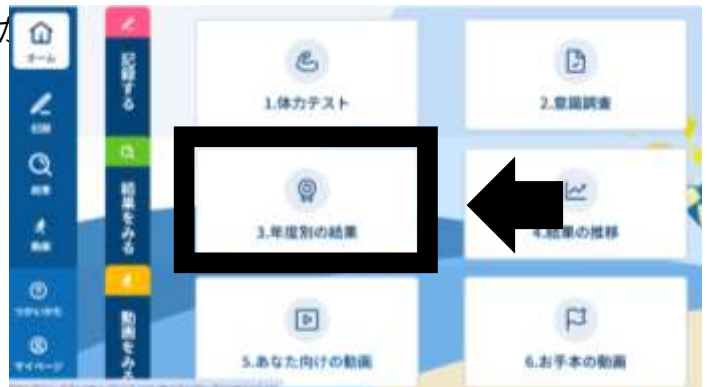 ホーム
記録
結果
動画
つかいかた
マイページ
記録する
結果をみる
動画をみる
1.体力テスト
2.意識調査
3.年度別の結果
4.結果の推移
5.あなた向けの動画
6.お手本の動画